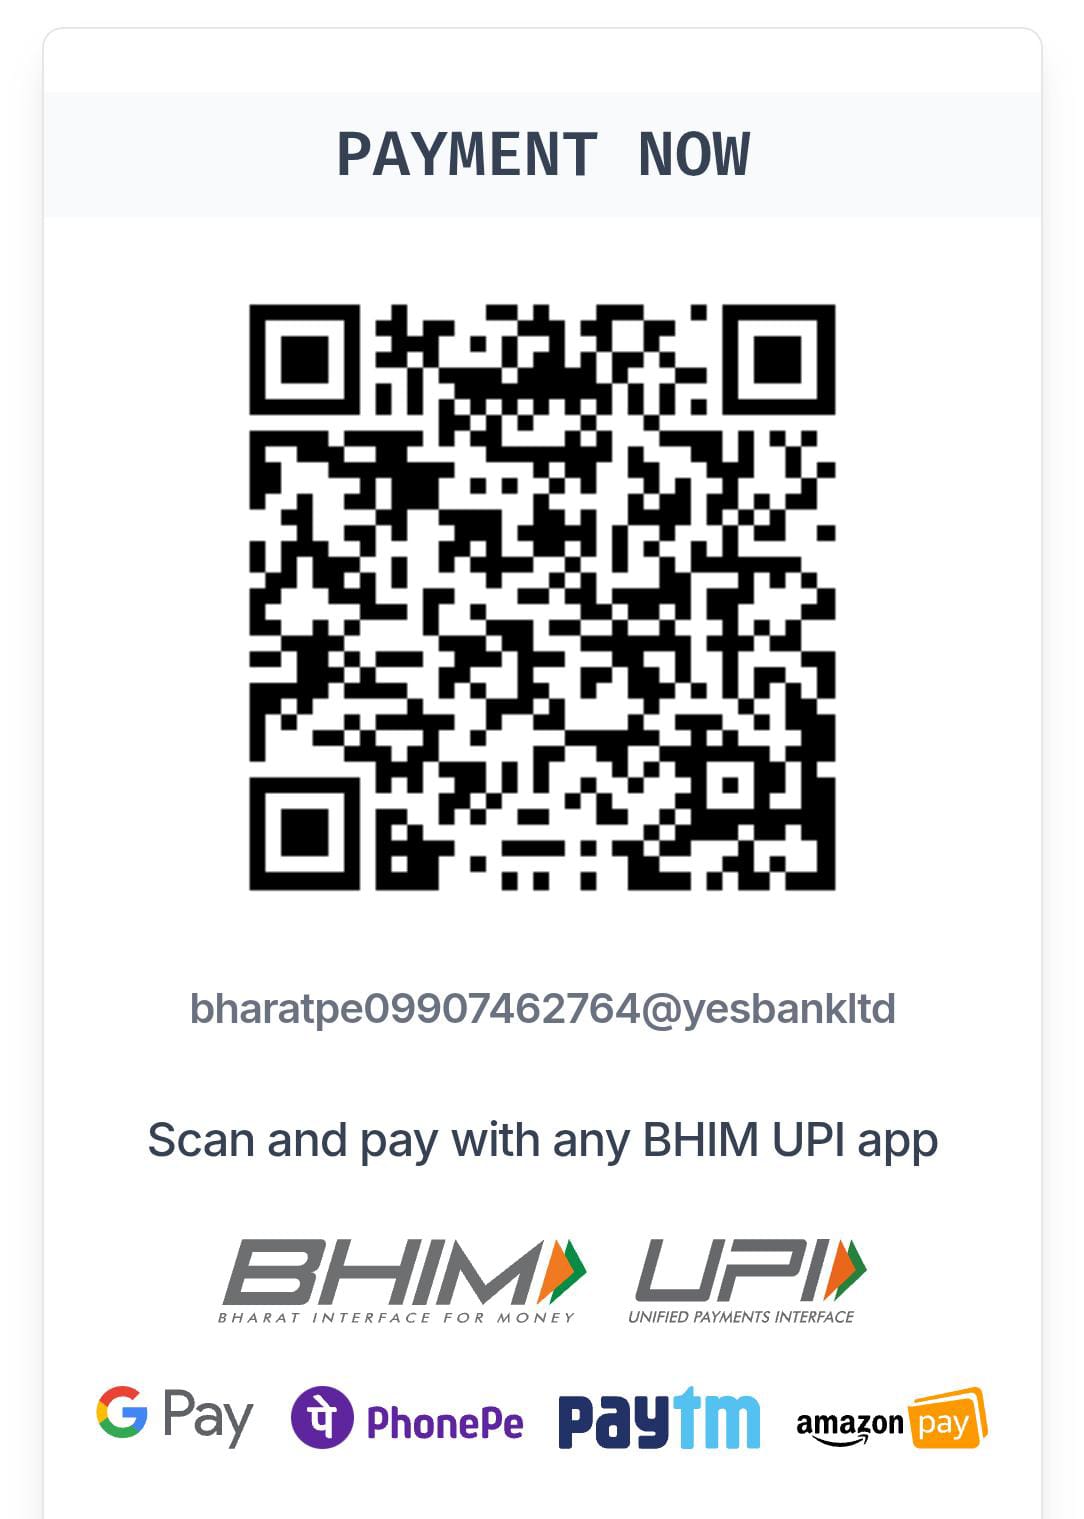 PAYMENT NOW
bharatpe09907462764@yesbankltd
Scan and pay with any BHIM UPI app
BHIM UPI
BHARAT INTERFACE FOR MONEY UNIFIED PAYMENTS INTERFACE
G Pay पे PhonePe paytm amazon pay